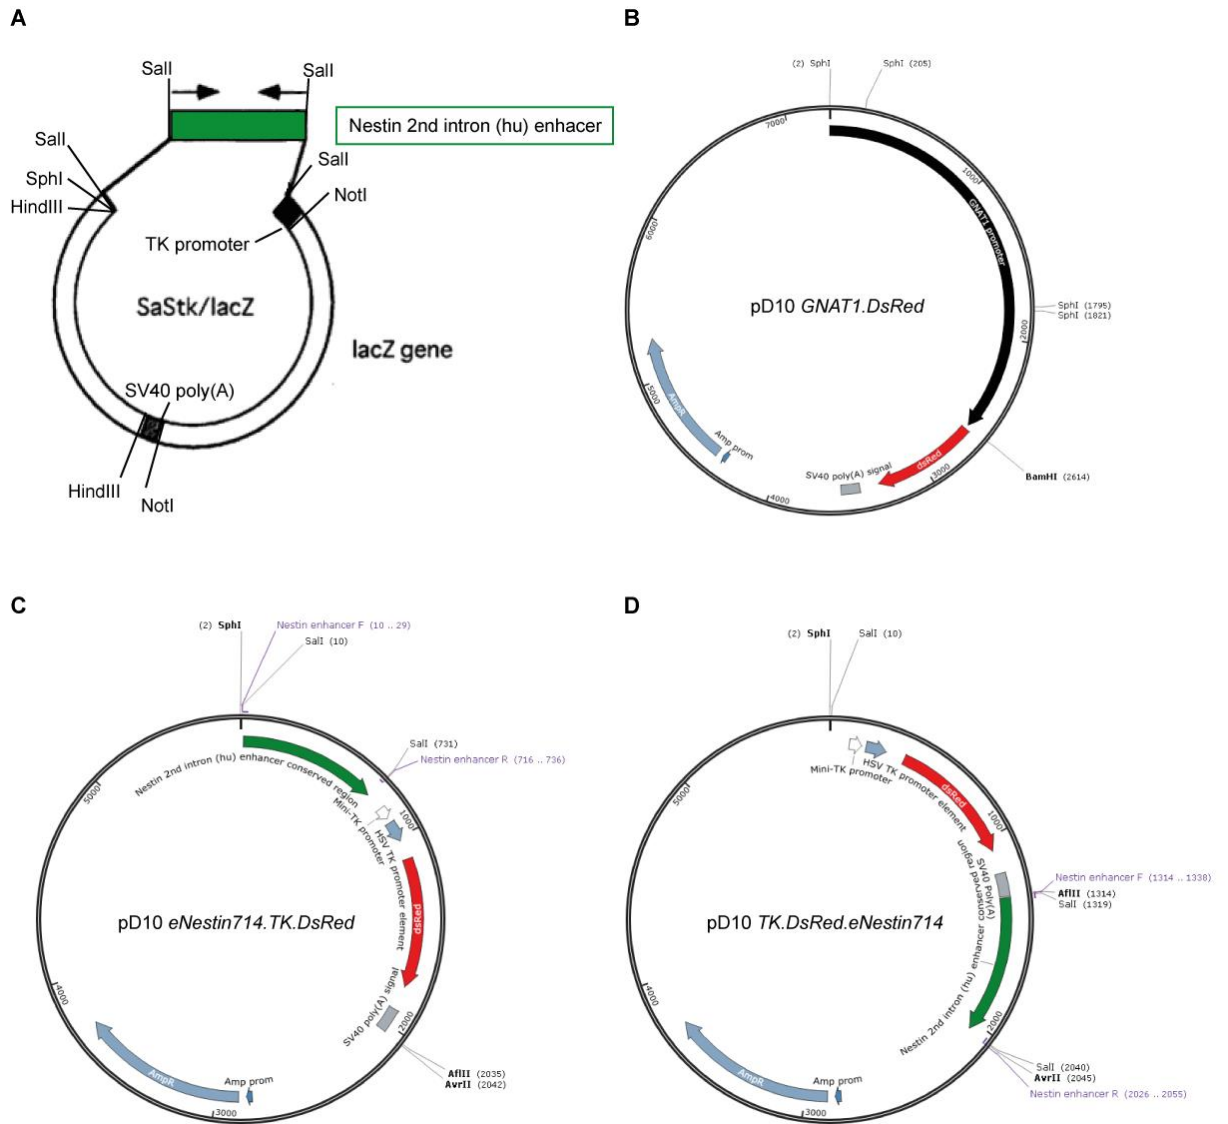 A
SalI
SalI
Nestin 2nd intron (hu) enhacer
SalI
SphI
HindIII
SalI
NotI
TK promoter
SaStk/lacZ
lacZ gene
SV40 poly(A)
HindIII
NotI
B
(2) SphI
SphI (205)
7000
1000
GNAT1 promoter
6000
pD10 GNAT1.DsRed
SphI (1795)
SphI (1821)
2000
5000
AmpR
Amp prom
SV40 poly(A) signal
dsRed
3000
BamHI (2614)
4000
C
(2) SphI
Nestin enhancer F (10 .. 29)
SalI (10)
SalI (731)
Nestin enhancer R (716 .. 736)
Nestin 2nd intron (hu) enhancer conserved region
5000
Mini-TK promoter
1000
HSV TK promoter element
pD10 eNestin714.TK.DsRed
dsRed
4000
SV40 poly(A) signal
2000
AflII (2035)
AvrII (2042)
AmpR
Amp prom
3000
D
(2) SphI
SalI (10)
Mini-TK promoter
HSV TK promoter element
5000
dsRed
1000
SV40 Poly(A)
Nestin enhancer F (1314 .. 1338)
AflII (1314)
SalI (1319)
pD10 TK.DsRed.eNestin714
Nestin 2nd intron (hu) enhancer conserved region
4000
2000
SalI (2040)
AvrII (2045)
Nestin enhancer R (2026 .. 2055)
AmpR
Amp prom
3000